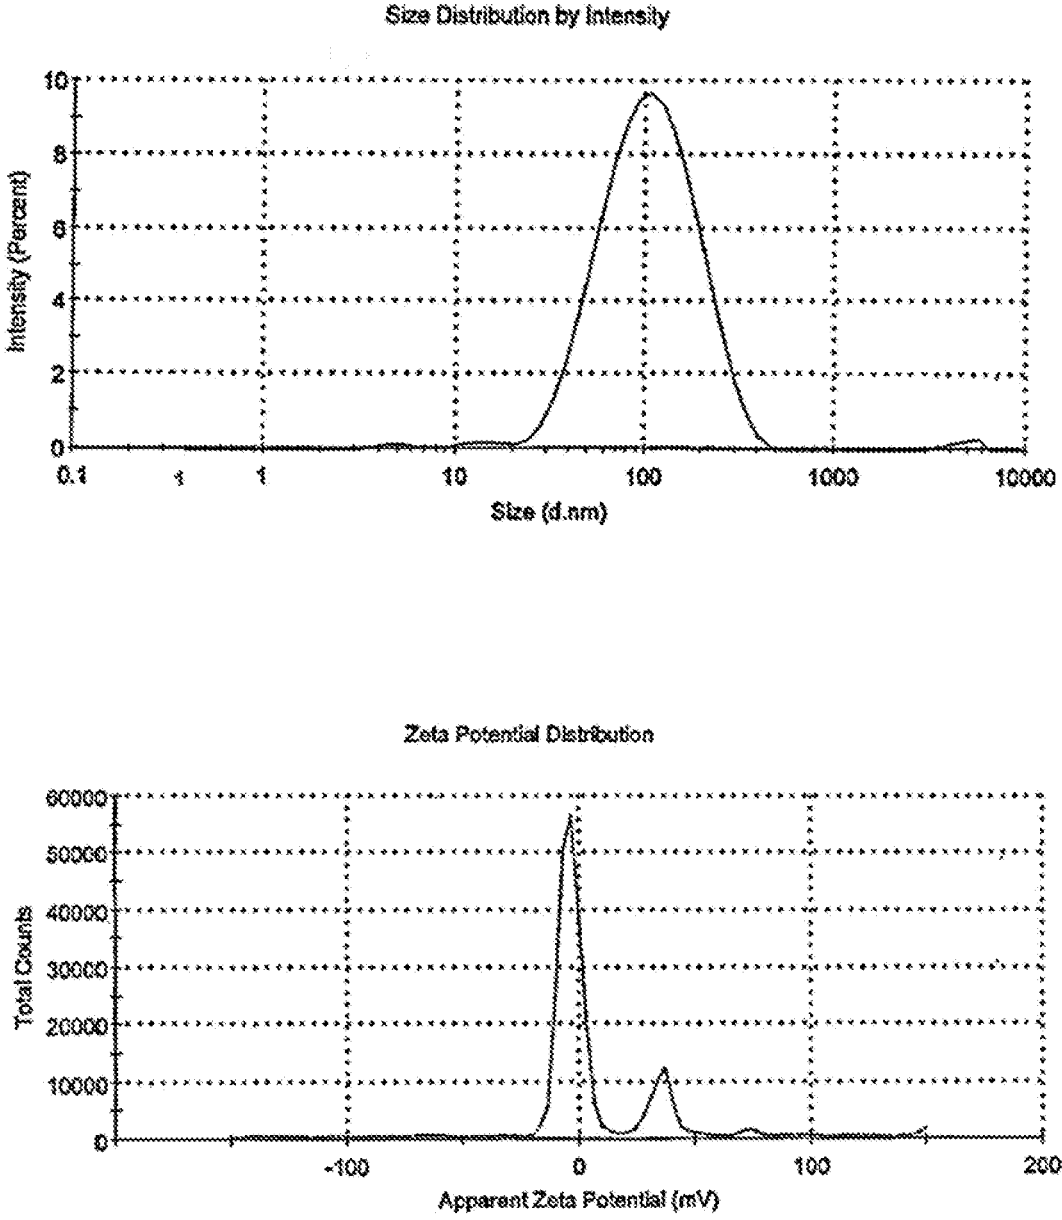 Size Distribution by Intensity
10
8
6
4
2
0
Intensity (Percent)
0.1 1 10 100 1000 10000
Size (d.nm)
Zeta Potential Distribution
60000
50000
40000
30000
20000
10000
0
Total Counts
-100 0 100 200
Apparent Zeta Potential (mV)